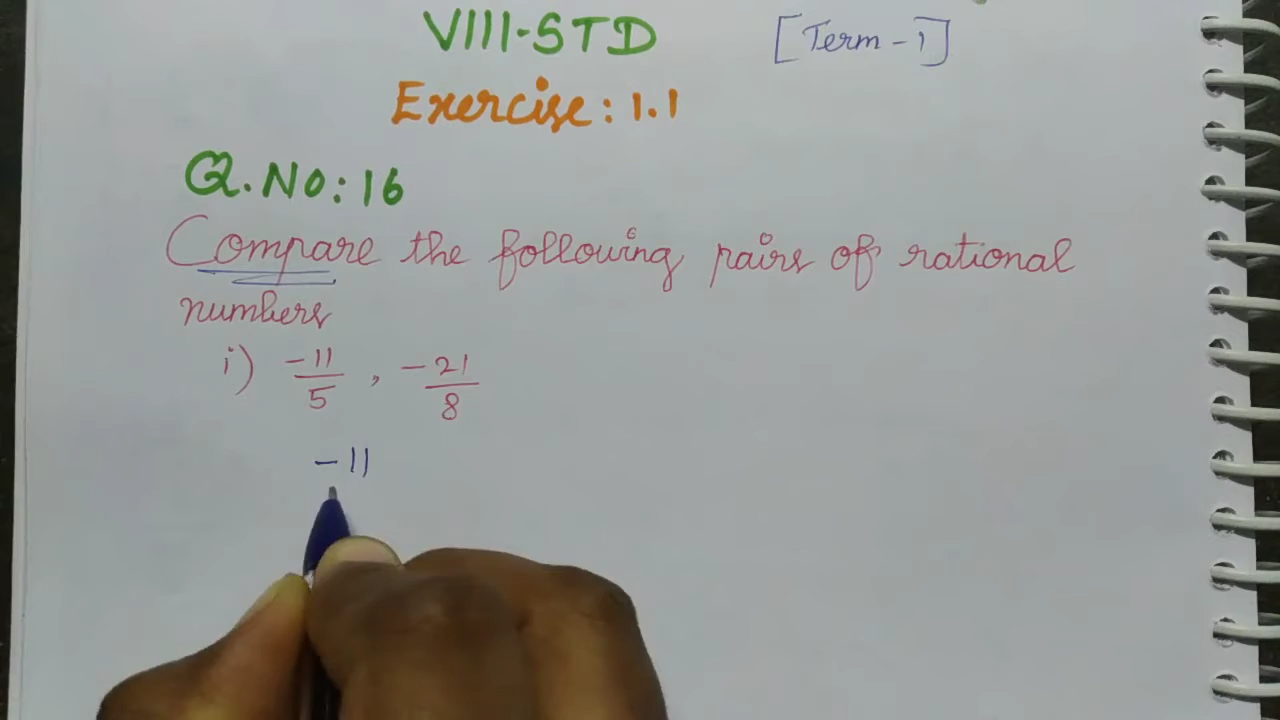 VIII-STD [Term-1]
Exercise: 1.1
Q.No: 16
Compare the following pairs of rational
numbers
i) -11/5, -21/8
-11